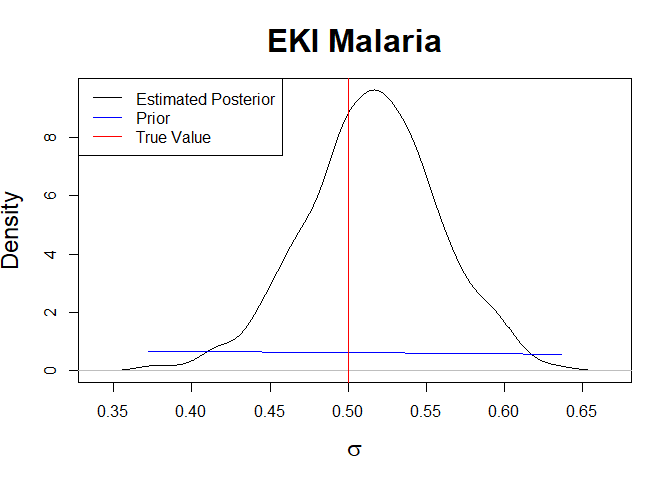 EKI Malaria
Estimated Posterior
Prior
True Value
Density
0
2
4
6
8
0.35 0.40 0.45 0.50 0.55 0.60 0.65
σ